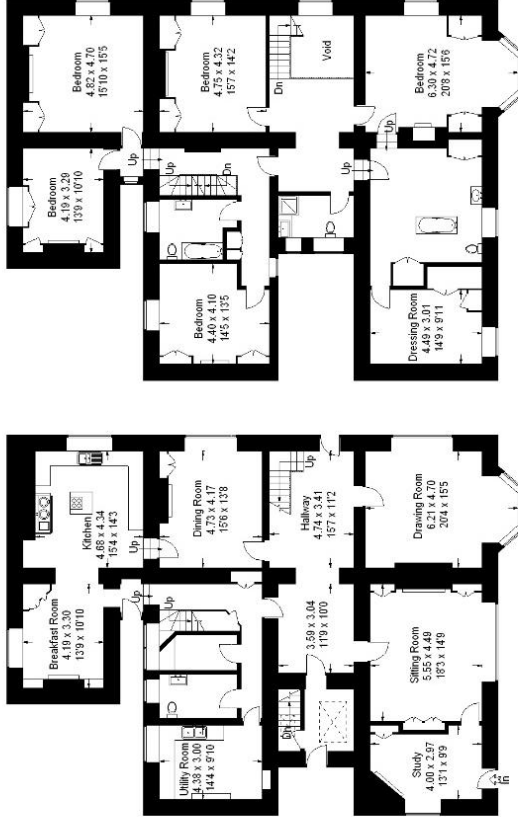 Breakfast Room
4.19 x 3.30
13'9 x 10'10
Kitchen
4.68 x 4.34
15'4 x 14'3
Up
Up
Up
Utility Room
4.38 x 3.00
14'4 x 9'10
Dining Room
4.73 x 4.17
15'6 x 13'8
Dn
3.59 x 3.04
11'9 x 10'0
Hallway
4.74 x 3.41
15'7 x 11'2
Up
Study
4.00 x 2.97
13'1 x 9'9
Sitting Room
5.55 x 4.49
18'3 x 14'9
Drawing Room
6.21 x 4.70
20'4 x 15'5
Bedroom
4.19 x 3.29
13'9 x 10'10
Bedroom
4.82 x 4.70
15'10 x 15'5
Up
Up
Dn
Bedroom
4.40 x 4.10
14'5 x 13'5
Bedroom
4.75 x 4.32
15'7 x 14'2
Dn
Void
Up
Up
Dressing Room
4.49 x 3.01
14'9 x 9'11
Bedroom
6.30 x 4.72
20'8 x 15'6